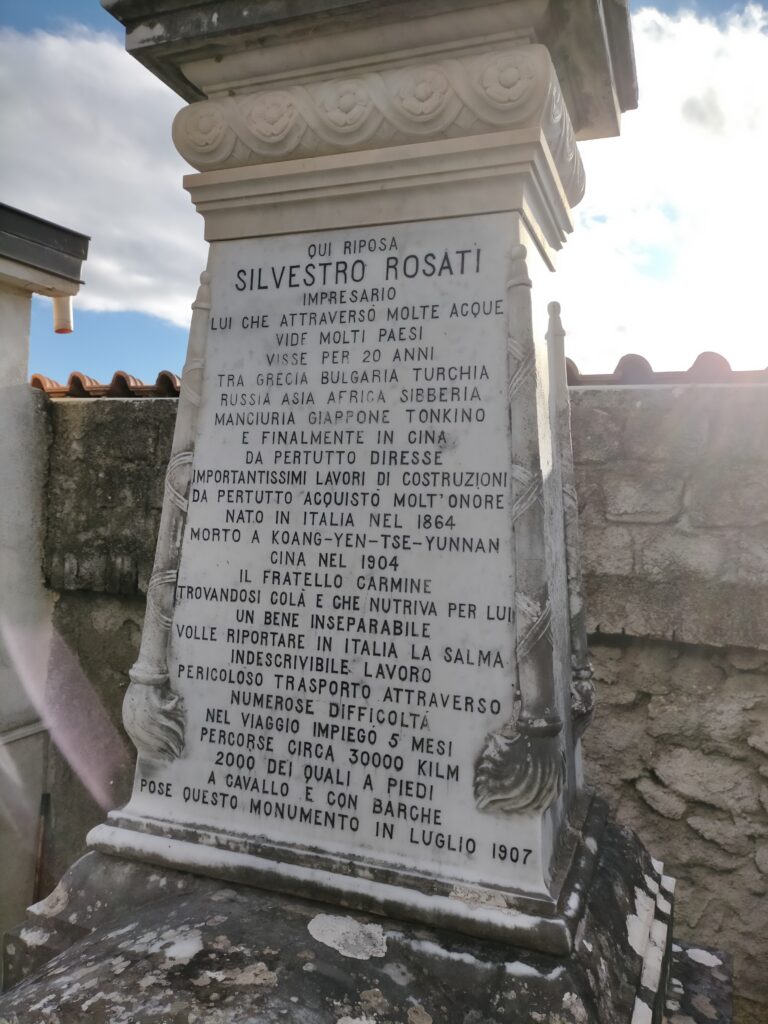 QUI RIPOSA
SILVESTRO ROSATI
IMPRESARIO
LUI CHE ATTRAVERSÒ MOLTE ACQUE
VIDE MOLTI PAESI
VISSE PER 20 ANNI
TRA GRECIA BULGARIA TURCHIA
RUSSIA ASIA AFRICA SIBBERIA
MANCIURIA GIAPPONE TONKINO
E FINALMENTE IN CINA
DA PERTUTTO DIRESSE
IMPORTANTISSIMI LAVORI DI COSTRUZIONI
DA PERTUTTO ACQUISTÒ MOLT'ONORE
NATO IN ITALIA NEL 1864
MORTO A KOANG-YEN-TSE-YUNNAN
CINA NEL 1904
IL FRATELLO CARMINE
TROVANDOSI COLÀ E CHE NUTRIVA PER LUI
UN BENE INSEPARABILE
VOLLE RIPORTARE IN ITALIA LA SALMA
INDESCRIVIBILE LAVORO
PERICOLOSO TRASPORTO ATTRAVERSO
NUMEROSE DIFFICOLTÁ
NEL VIAGGIO IMPIEGÒ 5 MESI
PERCORSE CIRCA 30000 KILM
2000 DEI QUALI A PIEDI
A CAVALLO E CON BARCHE
POSE QUESTO MONUMENTO IN LUGLIO 1907